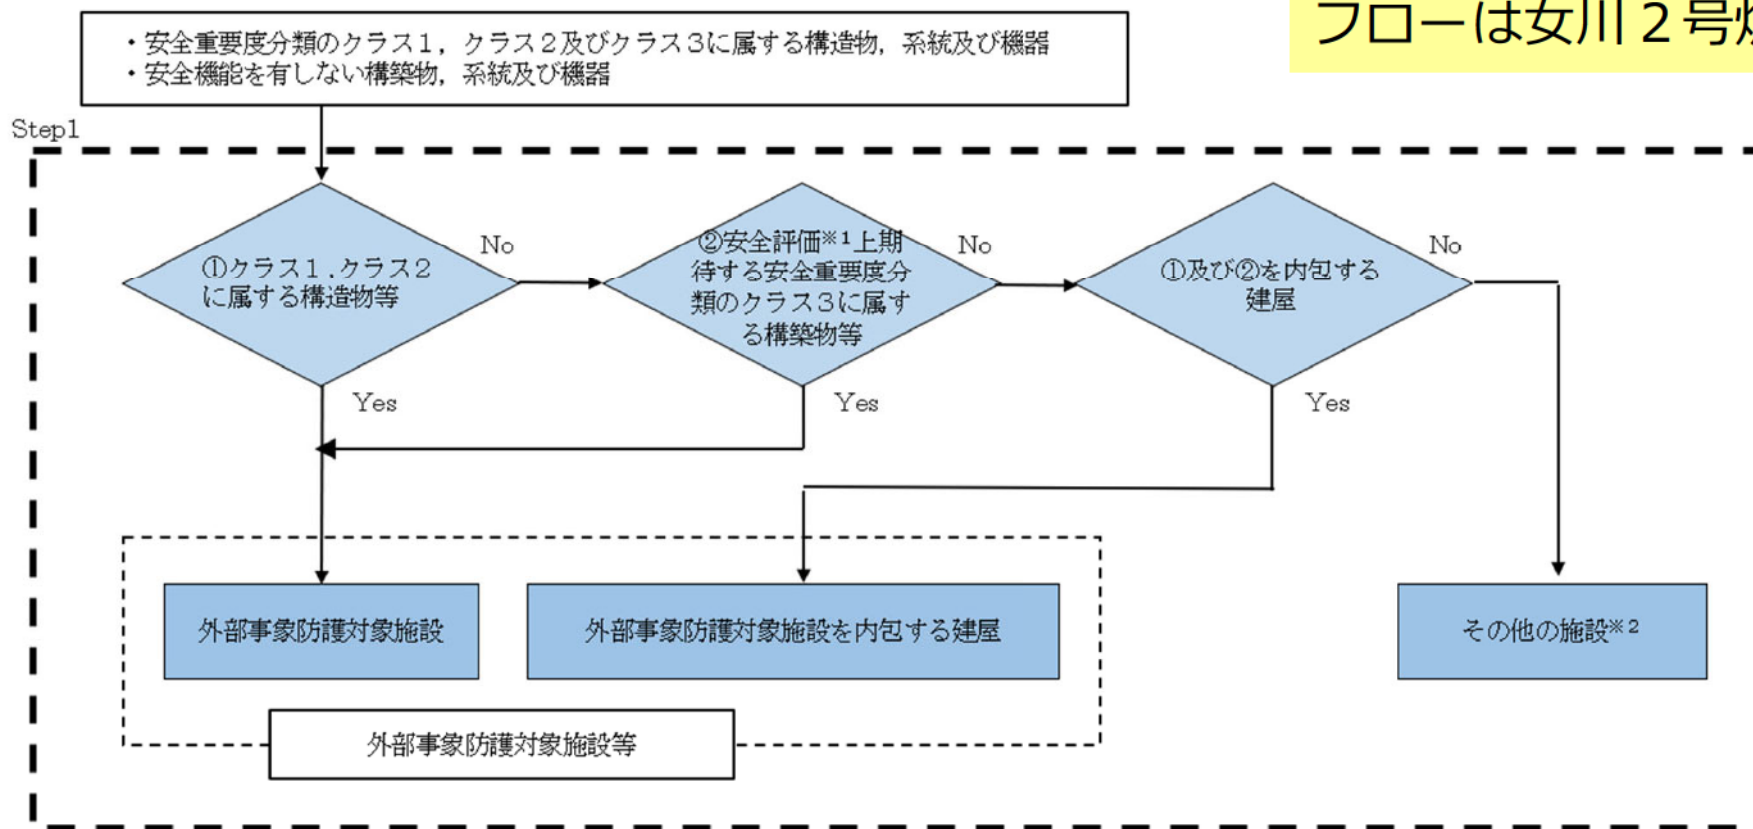 フローは女川２号炉
・安全重要度分類のクラス１，クラス２及びクラス３に属する構造物，系統及び機器
・安全機能を有しない構築物，系統及び機器
Step1
①クラス１.クラス２
に属する構造物等
No
②安全評価※1上期
待する安全重要度分
類のクラス３に属す
る構築物等
No
①及び②を内包する
建屋
No
Yes
Yes
Yes
外部事象防護対象施設
外部事象防護対象施設を内包する建屋
その他の施設※2
外部事象防護対象施設等